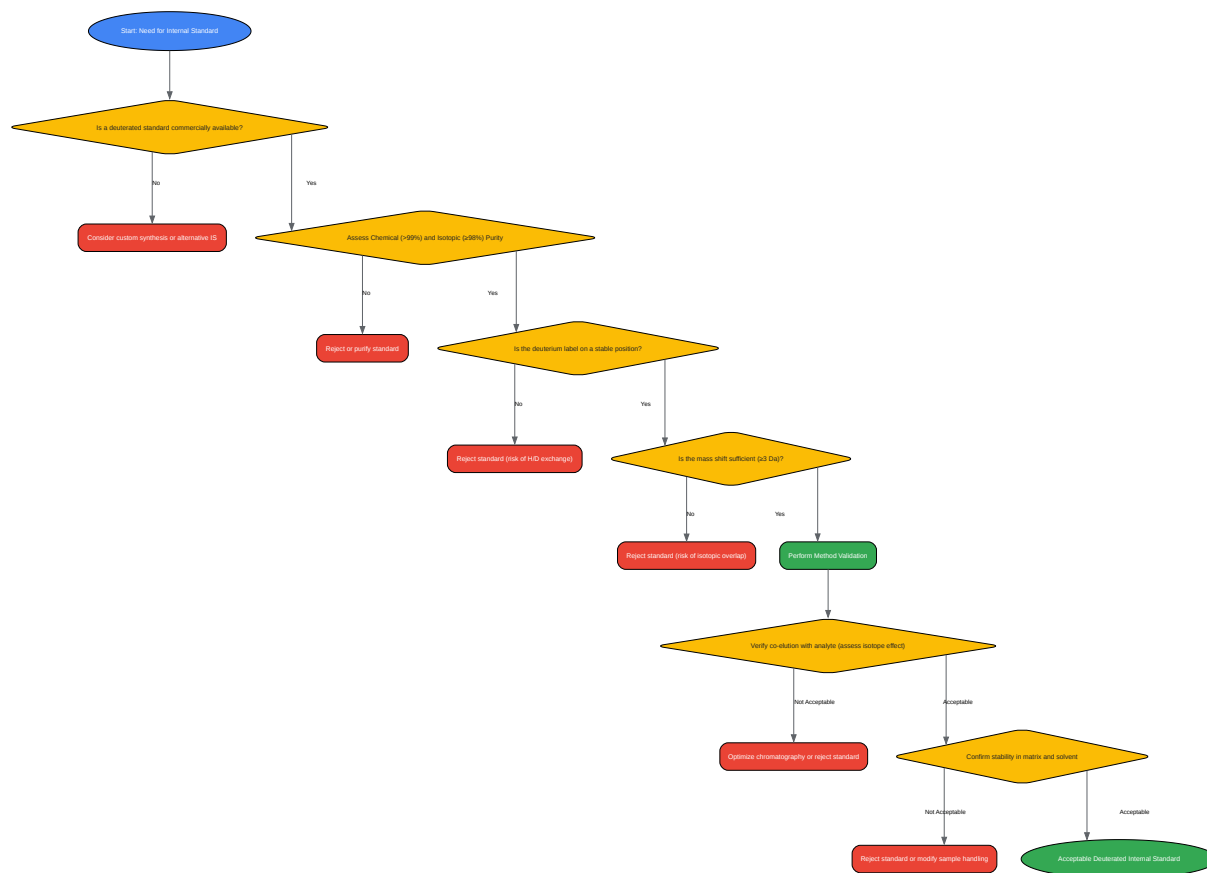 Start: Need for Internal Standard
Is a deuterated standard commercially available?
No
Yes
Consider custom synthesis or alternative IS
Assess Chemical (>99%) and Isotopic (≥98%) Purity
No
Yes
Reject or purify standard
Is the deuterium label on a stable position?
No
Yes
Reject standard (risk of H/D exchange)
Is the mass shift sufficient (≥3 Da)?
No
Yes
Reject standard (risk of isotopic overlap)
Perform Method Validation
Verify co-elution with analyte (assess isotope effect)
Not Acceptable
Acceptable
Optimize chromatography or reject standard
Confirm stability in matrix and solvent
Not Acceptable
Acceptable
Reject standard or modify sample handling
Acceptable Deuterated Internal Standard